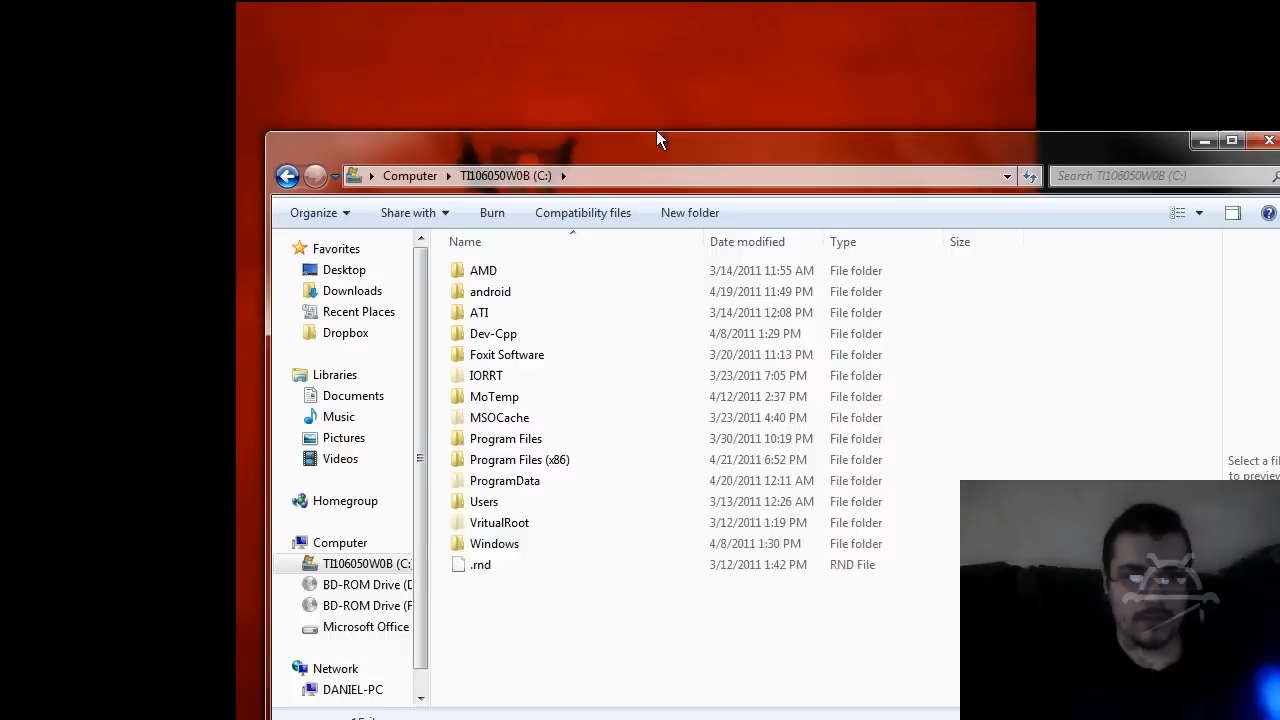 Computer
TI106050W0B (C:)
Search TI106050W0B (C:)
Organize
Share with
Burn
Compatibility files
New folder
Name
Date modified
Type
Size
Favorites
Desktop
Downloads
Recent Places
Dropbox
Libraries
Documents
Music
Pictures
Videos
Homegroup
Computer
TI106050W0B (C:
BD-ROM Drive (D
BD-ROM Drive (F
Microsoft Office
Network
DANIEL-PC
AMD 3/14/2011 11:55 AM File folder
android 4/19/2011 11:49 PM File folder
ATI 3/14/2011 12:08 PM File folder
Dev-Cpp 4/8/2011 1:29 PM File folder
Foxit Software 3/20/2011 11:13 PM File folder
IORRT 3/23/2011 7:05 PM File folder
MoTemp 4/12/2011 2:37 PM File folder
MSOCache 3/23/2011 4:40 PM File folder
Program Files 3/30/2011 10:19 PM File folder
Program Files (x86) 4/21/2011 6:52 PM File folder
ProgramData 4/20/2011 12:11 AM File folder
Users 3/13/2011 12:26 AM File folder
VritualRoot 3/12/2011 1:19 PM File folder
Windows 4/8/2011 1:30 PM File folder
.rnd 3/12/2011 1:42 PM RND File
Select a fil
to preview